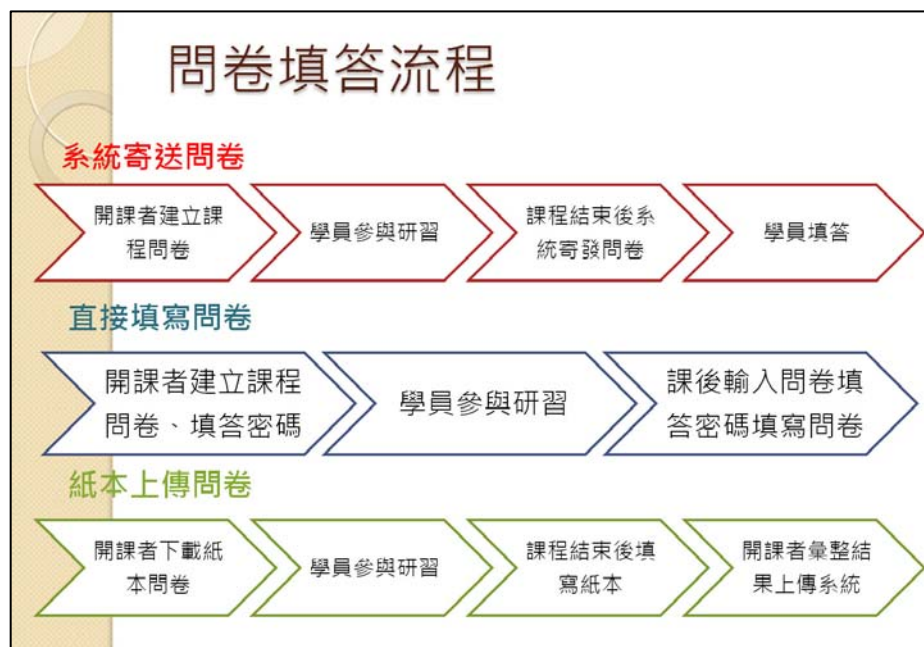 問卷填答流程
系統寄送問卷
開課者建立課
程問卷
學員參與研習
課程結束後系
統寄發問卷
學員填答
直接填寫問卷
開課者建立課程
問卷、填答密碼
學員參與研習
課後輸入問卷填
答密碼填寫問卷
紙本上傳問卷
開課者下載紙
本問卷
學員參與研習
課程結束後填
寫紙本
開課者彙整結
果上傳系統